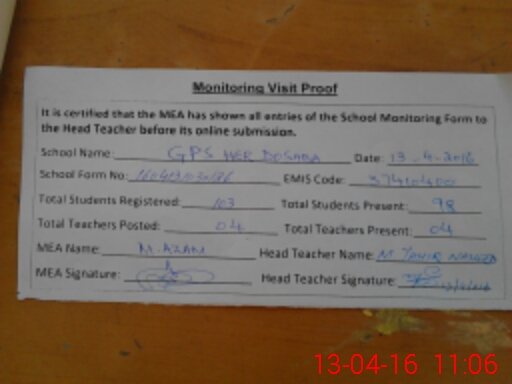 Monitoring Visit Proof
It is certified that the MEA has shown all entries of the School Monitoring Form to
the Head Teacher before its online submission.
School Name: GPS HER DOSANA Date: 13-4-2016
School Form No: EMIS Code: 37410400
Total Students Registered: 103 Total Students Present: 98
Total Teachers Posted: 04 Total Teachers Present: 04
MEA Name: M.AZAM Head Teacher Name: M
MEA Signature: Head Teacher Signature:
13-04-16 11:06